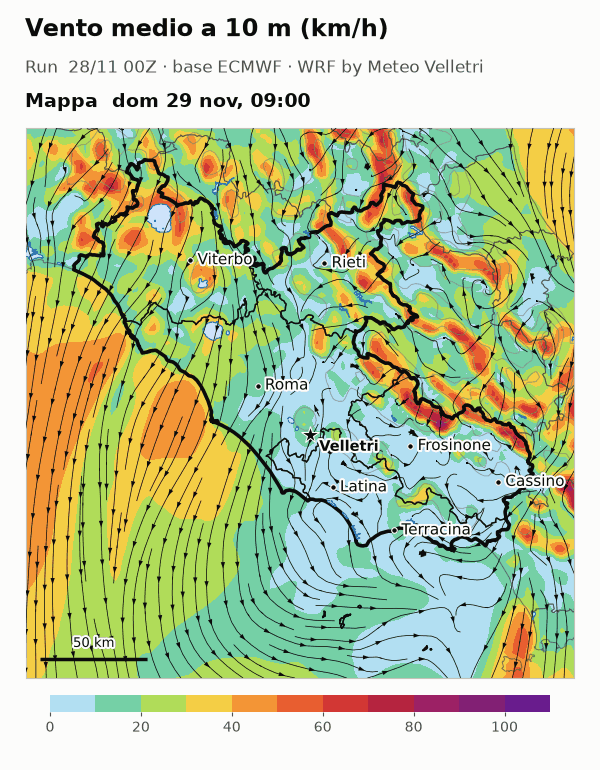 Vento medio a 10 m (km/h)
Run  28/11 00Z · base ECMWF · WRF by Meteo Velletri
Mappa  dom 29 nov, 09:00
Viterbo
Rieti
Roma
Velletri
Frosinone
Latina
Cassino
Terracina
50 km
0 20 40 60 80 100